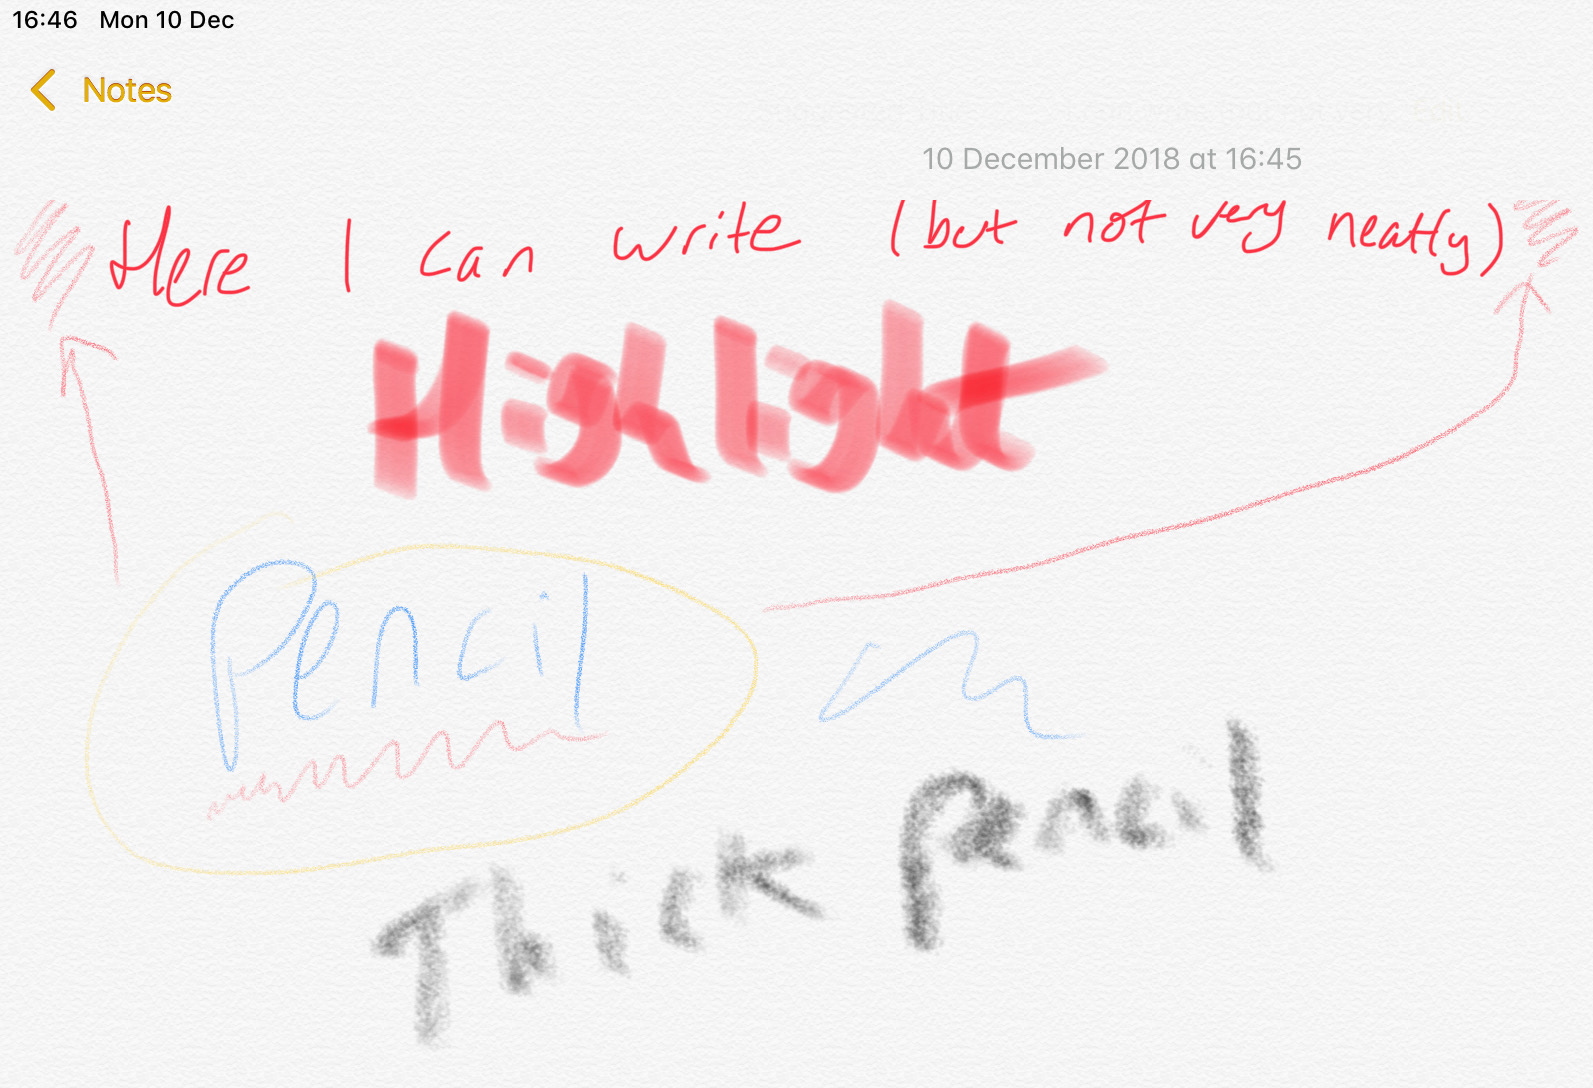 16:46 Mon 10 Dec
Notes
10 December 2018 at 16:45
Here I can write (but not very neatly)
Highlight
Pencil
Thick Pencil